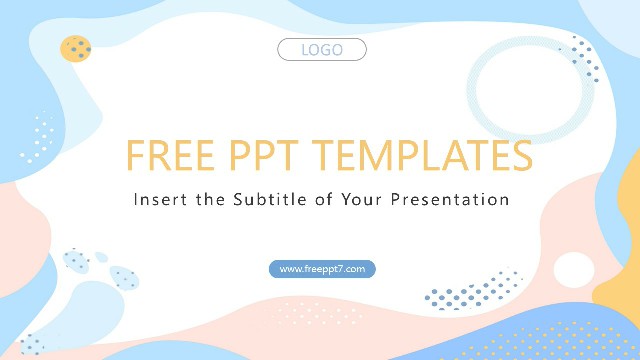 LOGO
FREE PPT TEMPLATES
Insert the Subtitle of Your Presentation
www.freeppt7.com